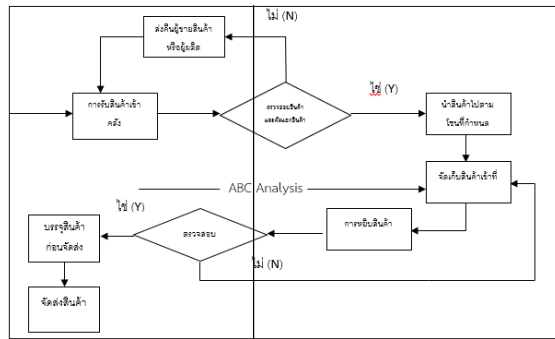 ไม่ (N)
ส่งคืนผู้ขายสินค้า
หรือผู้ผลิต
ใช่ (Y)
การรับสินค้าเข้า
คลัง
ตรวจสอบสินค้า
และคัดแยกสินค้า
นำสินค้าไปตาม
โซนที่กำหนด
ABC Analysis
จัดเก็บสินค้าเข้าที่
ใช่ (Y)
บรรจุสินค้า
ก่อนจัดส่ง
ตรวจสอบ
การหยิบสินค้า
ไม่ (N)
จัดส่งสินค้า